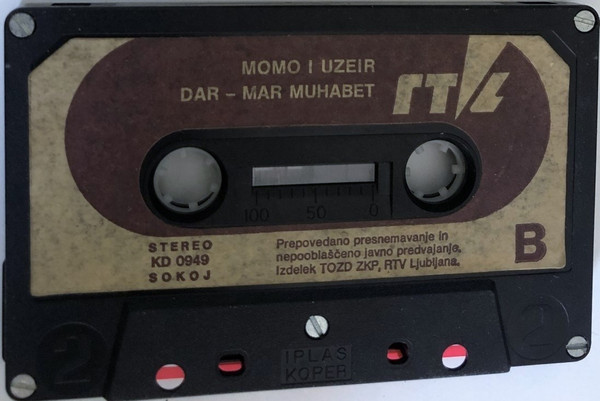 MOMO I UZEIR
DAR – MAR MUHABET
RTL
100 50 0
STEREO
KD 0949
SOKOJ
Prepovedano presnemavanje in
nepooblaščeno javno predvajanje.
Izdelek TOZD ZKP, RTV Ljubljana.
B
2
2
IPLAS
KOPER